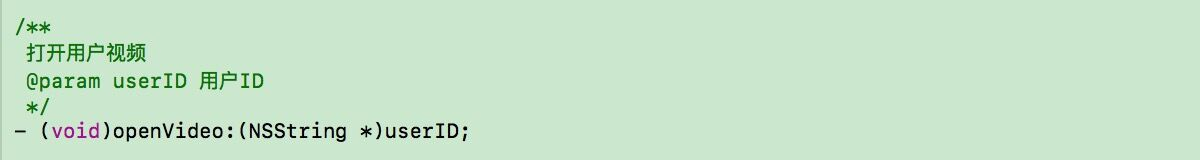 /**
打开用户视频
@param userID 用户ID
*/
- (void)openVideo:(NSString *)userID;